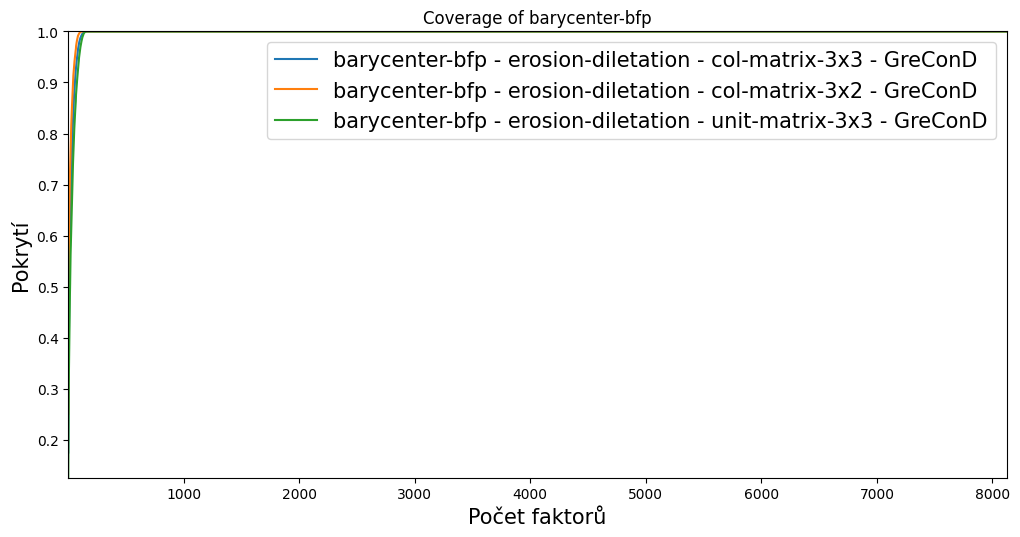 Coverage of barycenter-bfp
1.0
0.9
0.8
0.7
0.6
0.5
0.4
0.3
0.2
Pokrytí
barycenter-bfp - erosion-diletation - col-matrix-3x3 - GreConD
barycenter-bfp - erosion-diletation - col-matrix-3x2 - GreConD
barycenter-bfp - erosion-diletation - unit-matrix-3x3 - GreConD
1000 2000 3000 4000 5000 6000 7000 8000
Počet faktorů